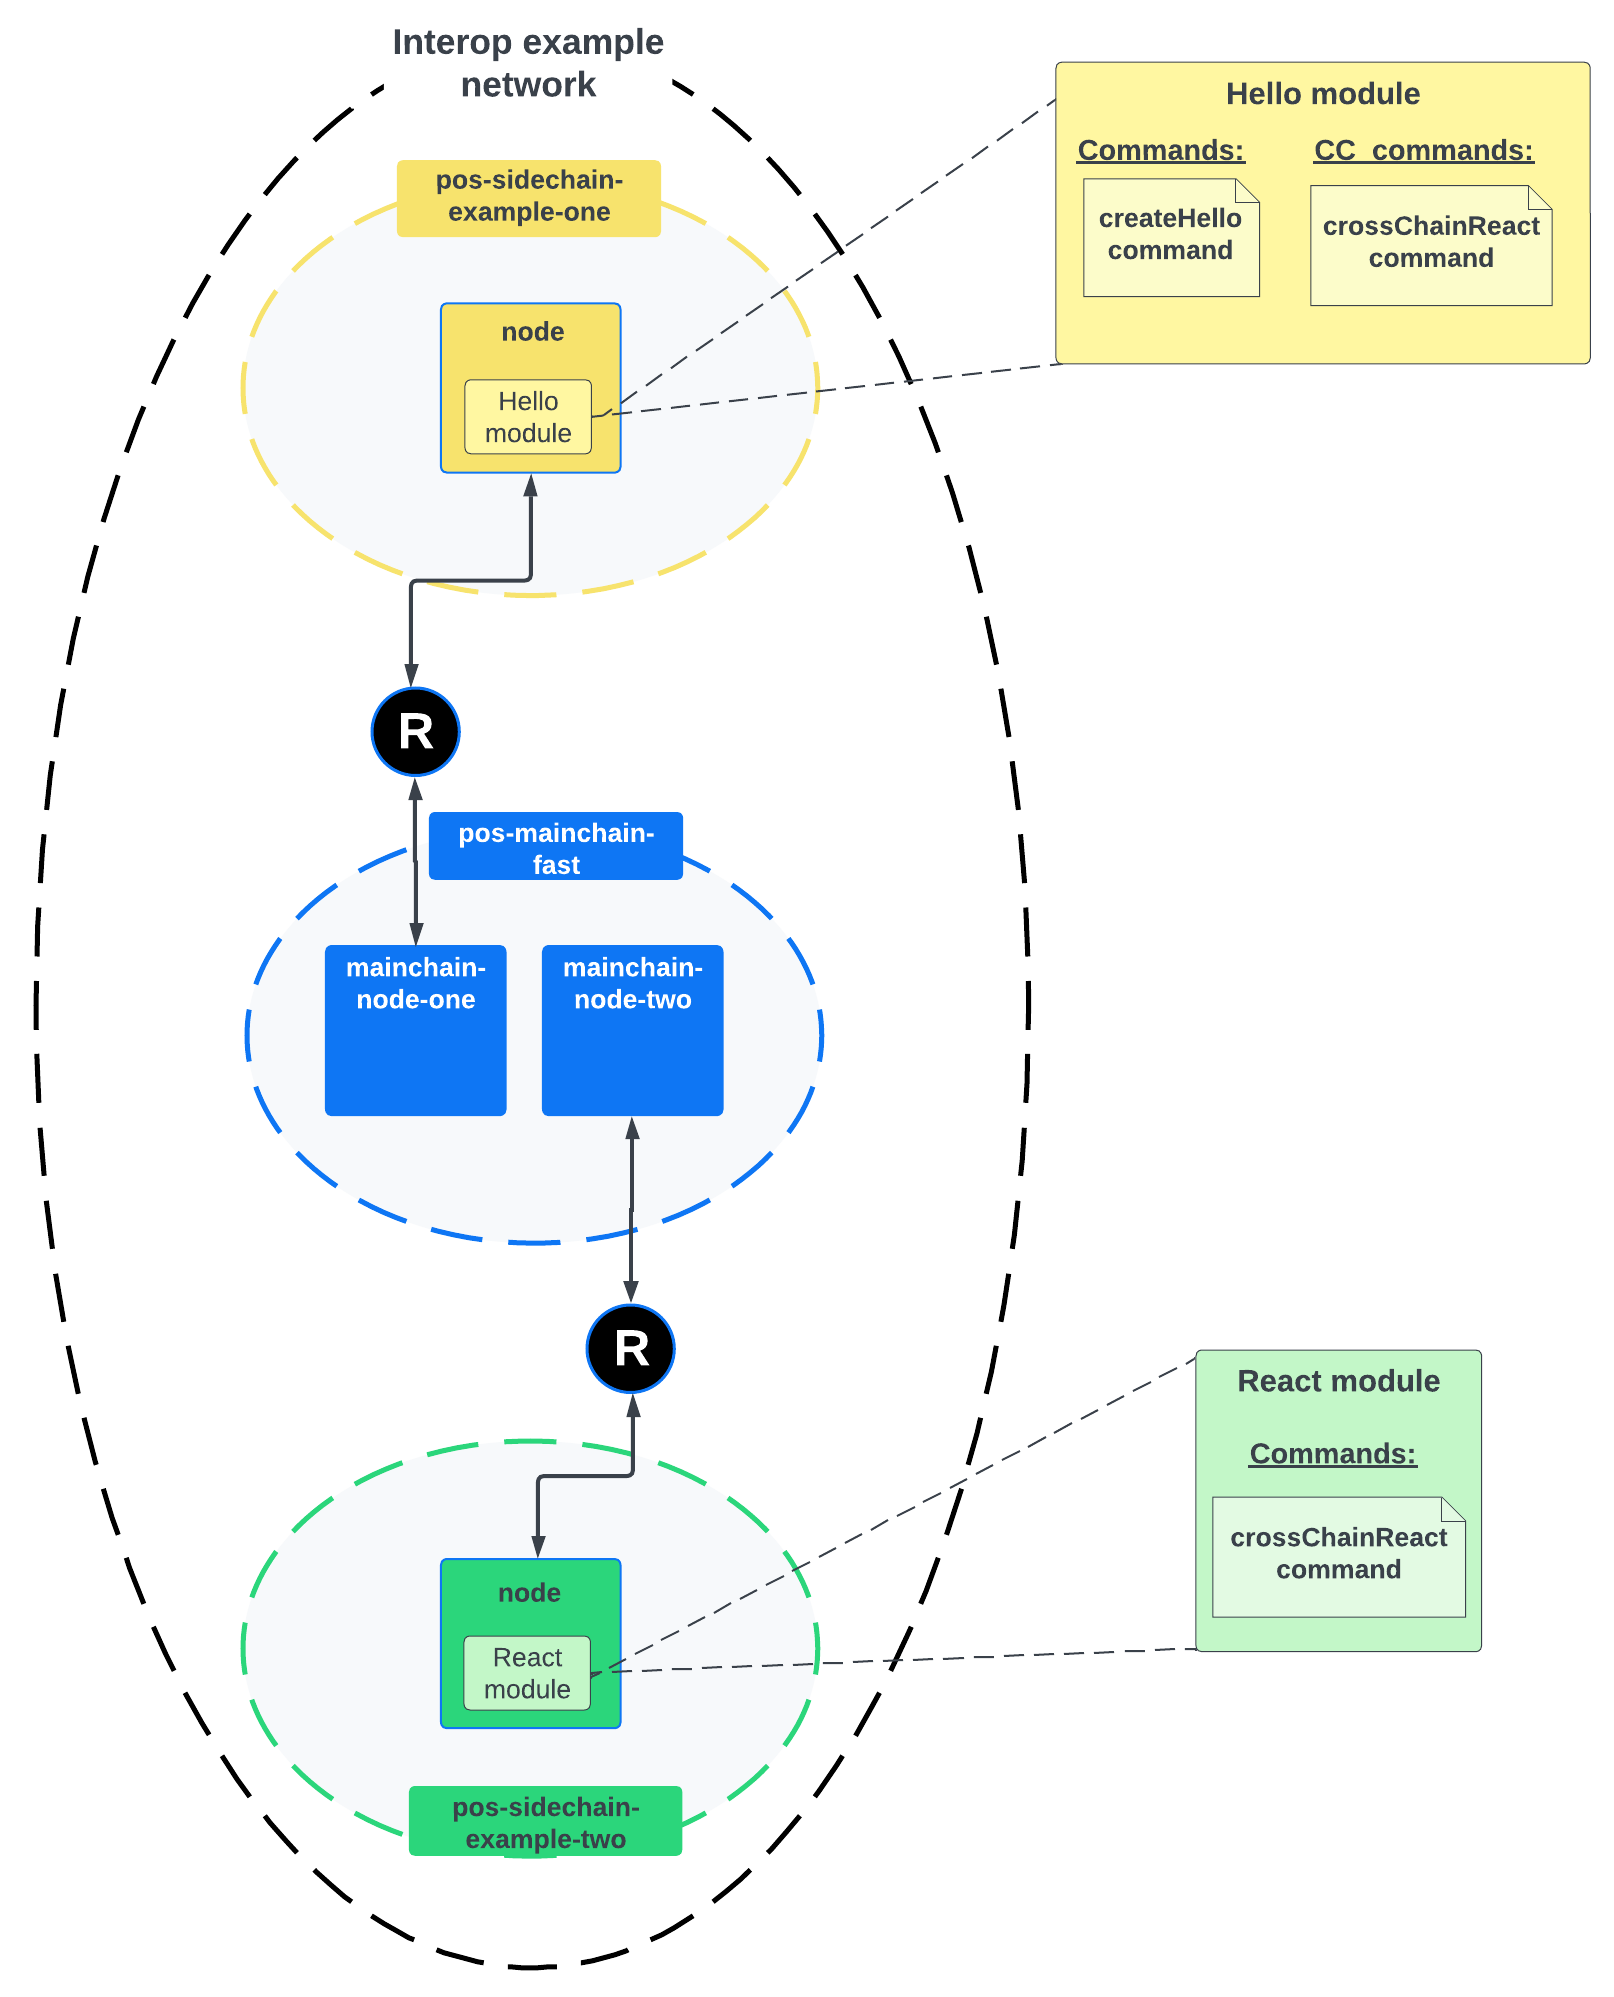 Interop example
network
pos-sidechain-
example-one
node
Hello
module
Hello module
Commands:
CC_commands:
createHello
command
crossChainReact
command
R
pos-mainchain-
fast
mainchain-
node-one
mainchain-
node-two
R
node
React
module
pos-sidechain-
example-two
React module
Commands:
crossChainReact
command